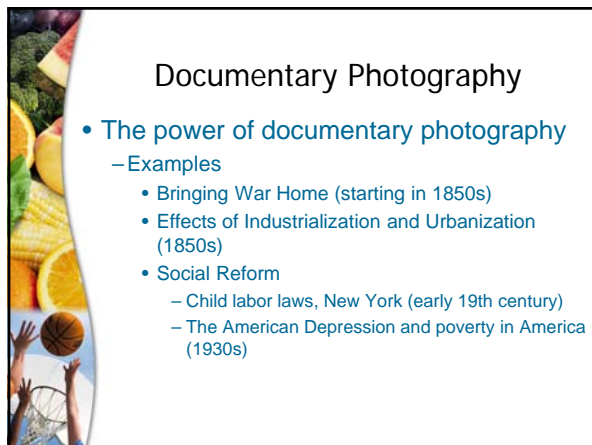 Documentary Photography
• The power of documentary photography
–Examples
• Bringing War Home (starting in 1850s)
• Effects of Industrialization and Urbanization
(1850s)
• Social Reform
– Child labor laws, New York (early 19th century)
– The American Depression and poverty in America
(1930s)